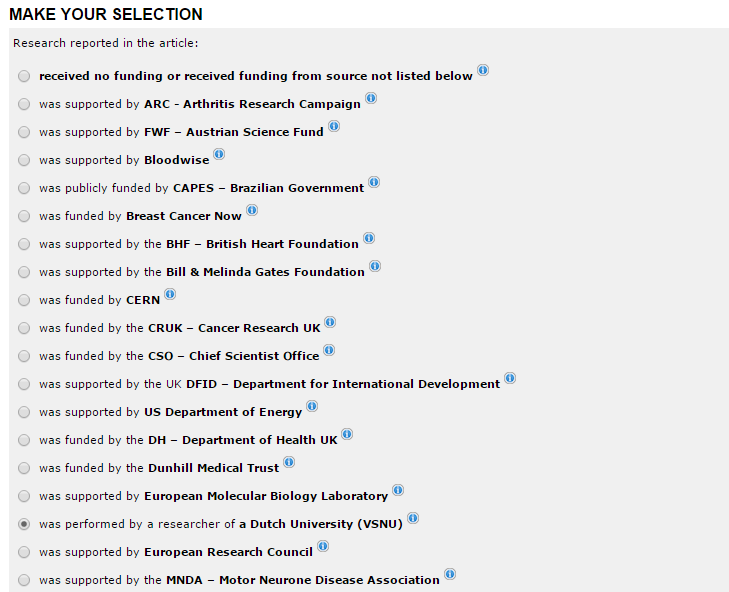 MAKE YOUR SELECTION
Research reported in the article:
received no funding or received funding from source not listed below
was supported by ARC - Arthritis Research Campaign
was supported by FWF – Austrian Science Fund
was supported by Bloodwise
was publicly funded by CAPES – Brazilian Government
was funded by Breast Cancer Now
was supported by the BHF – British Heart Foundation
was supported by the Bill & Melinda Gates Foundation
was funded by CERN
was funded by the CRUK – Cancer Research UK
was funded by the CSO – Chief Scientist Office
was supported by the UK DFID – Department for International Development
was supported by US Department of Energy
was funded by the DH – Department of Health UK
was funded by the Dunhill Medical Trust
was supported by European Molecular Biology Laboratory
was performed by a researcher of a Dutch University (VSNU)
was supported by European Research Council
was supported by the MNDA – Motor Neurone Disease Association